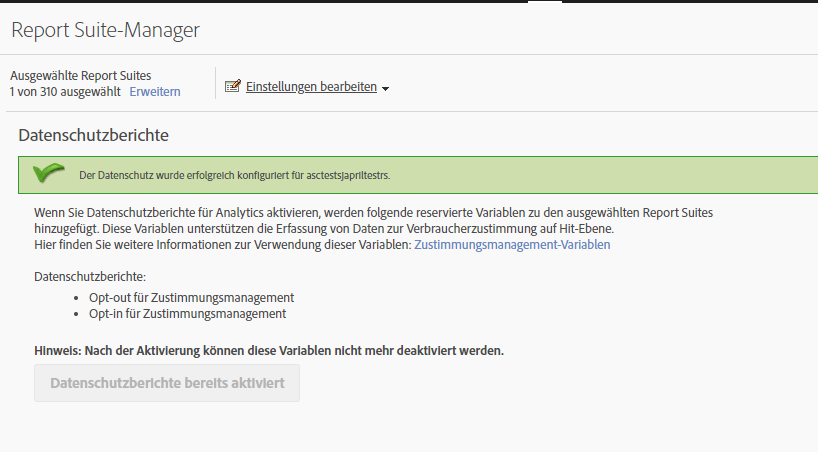 Report Suite-Manager
Ausgewählte Report Suites
1 von 310 ausgewählt Erweitern
Einstellungen bearbeiten
Datenschutzberichte
Der Datenschutz wurde erfolgreich konfiguriert für asctestsjapriltestrs.
Wenn Sie Datenschutzberichte für Analytics aktivieren, werden folgende reservierte Variablen zu den ausgewählten Report Suites
hinzugefügt. Diese Variablen unterstützen die Erfassung von Daten zur Verbraucherzustimmung auf Hit-Ebene.
Hier finden Sie weitere Informationen zur Verwendung dieser Variablen: Zustimmungsmanagement-Variablen
Datenschutzberichte:
• Opt-out für Zustimmungsmanagement
• Opt-in für Zustimmungsmanagement
Hinweis: Nach der Aktivierung können diese Variablen nicht mehr deaktiviert werden.
Datenschutzberichte bereits aktiviert